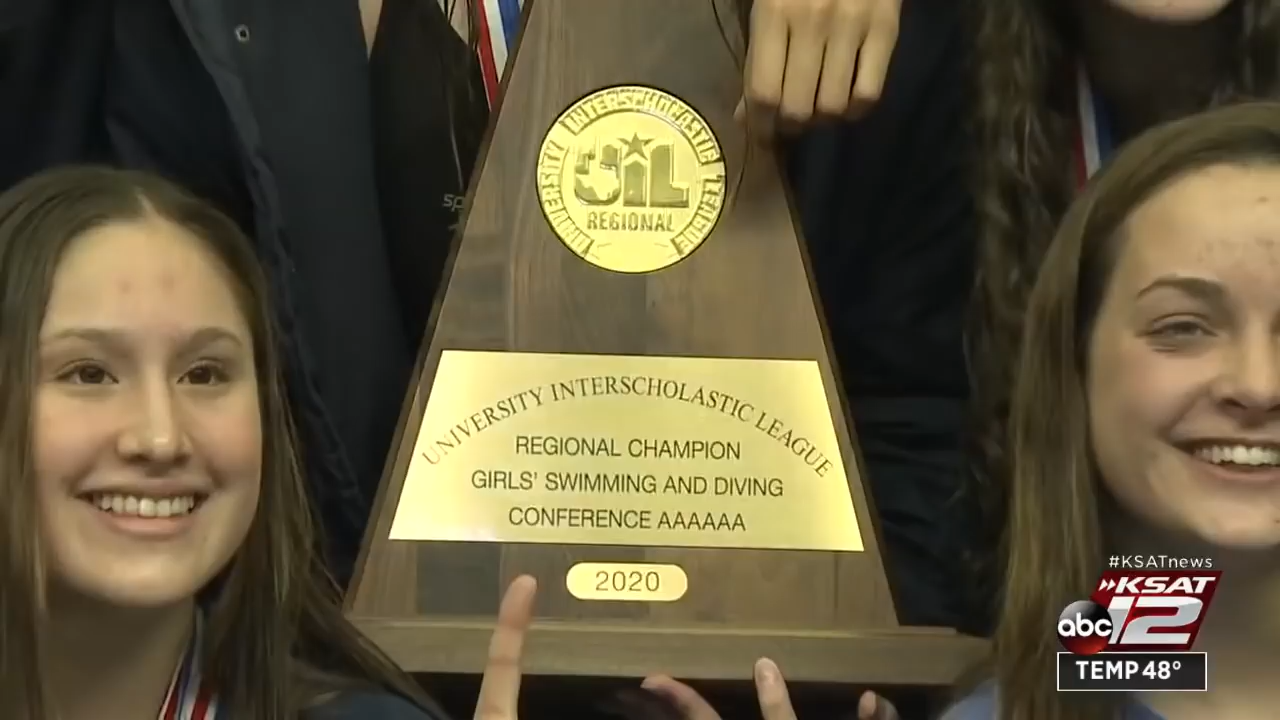 UNIVERSITY INTERSCHOLASTIC LEAGUE
UIL
REGIONAL
UNIVERSITY INTERSCHOLASTIC LEAGUE
REGIONAL CHAMPION
GIRLS' SWIMMING AND DIVING
CONFERENCE AAAAAA
2020
#KSATnews
KSAT
abc 12
TEMP 48°